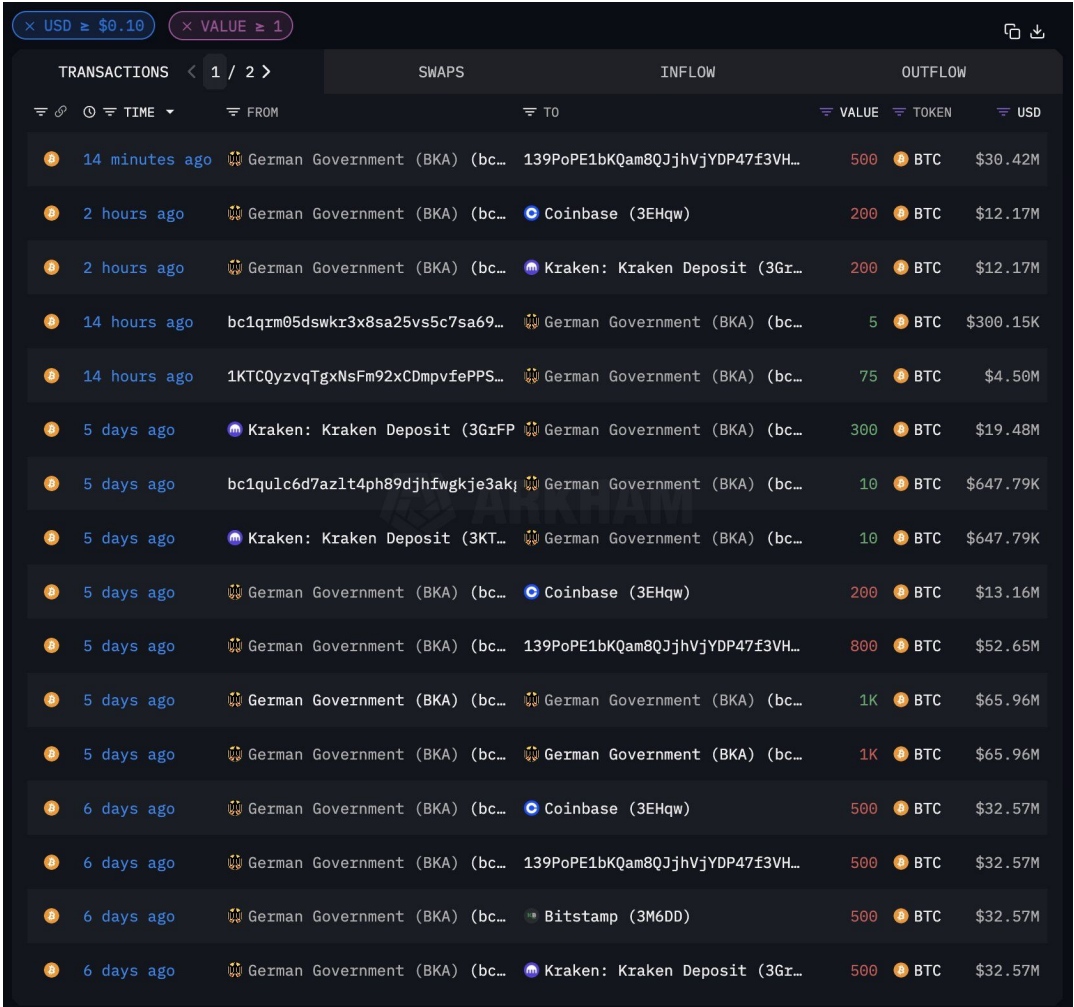 × USD ≥ $0.10 × VALUE ≥ 1
TRANSACTIONS < 1 / 2 > SWAPS INFLOW OUTFLOW
TIME FROM TO VALUE TOKEN USD
14 minutes ago German Government (BKA) (bc… 139PoPE1bKQam8QJjhVjYDP47f3VH… 500 BTC $30.42M
2 hours ago German Government (BKA) (bc… Coinbase (3EHqw) 200 BTC $12.17M
2 hours ago German Government (BKA) (bc… Kraken: Kraken Deposit (3Gr… 200 BTC $12.17M
14 hours ago bc1qrm05dswkr3x8sa25vs5c7sa69… German Government (BKA) (bc… 5 BTC $300.15K
14 hours ago 1KTCQyzvqTgxNsFm92xCDmpvfePPS… German Government (BKA) (bc… 75 BTC $4.50M
5 days ago Kraken: Kraken Deposit (3GrFP German Government (BKA) (bc… 300 BTC $19.48M
5 days ago bc1qulc6d7azlt4ph89djhfwgkje3akg German Government (BKA) (bc… 10 BTC $647.79K
ARKHAM
5 days ago Kraken: Kraken Deposit (3KT… German Government (BKA) (bc… 10 BTC $647.79K
5 days ago German Government (BKA) (bc… Coinbase (3EHqw) 200 BTC $13.16M
5 days ago German Government (BKA) (bc… 139PoPE1bKQam8QJjhVjYDP47f3VH… 800 BTC $52.65M
5 days ago German Government (BKA) (bc… German Government (BKA) (bc… 1K BTC $65.96M
5 days ago German Government (BKA) (bc… German Government (BKA) (bc… 1K BTC $65.96M
6 days ago German Government (BKA) (bc… Coinbase (3EHqw) 500 BTC $32.57M
6 days ago German Government (BKA) (bc… 139PoPE1bKQam8QJjhVjYDP47f3VH… 500 BTC $32.57M
6 days ago German Government (BKA) (bc… Bitstamp (3M6DD) 500 BTC $32.57M
6 days ago German Government (BKA) (bc… Kraken: Kraken Deposit (3Gr… 500 BTC $32.57M